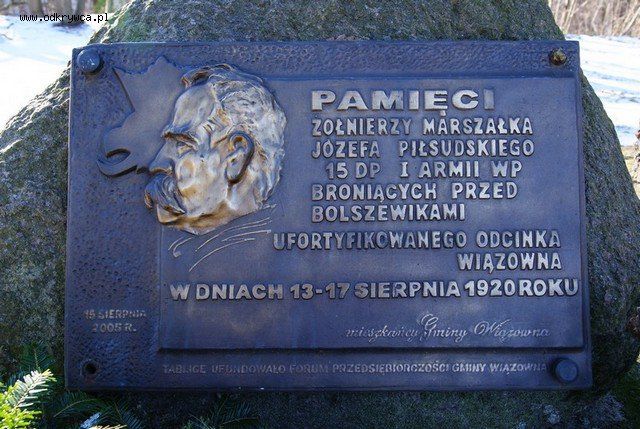 www.odkrywca.pl
PAMIĘCI
ŻOŁNIERZY MARSZAŁKA
JÓZEFA PIŁSUDSKIEGO
15 DP I ARMII WP
BRONIĄCYCH PRZED
BOLSZEWIKAMI
UFORTYFIKOWANEGO ODCINKA
WIĄZOWNA
W DNIACH 13-17 SIERPNIA 1920 ROKU
15 SIERPNIA
2005 R.
mieszkańcy Gminy Wiązowna
TABLICĘ UFUNDOWAŁO FORUM PRZEDSIĘBIORCZOŚCI GMINY WIĄZOWNA